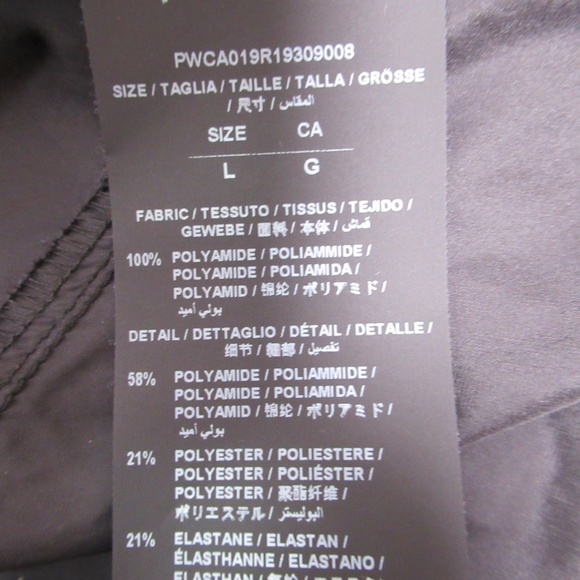 PWCA019R19309008
SIZE / TAGLIA / TAILLE / TALLA / GRÖSSE
/ 尺寸 / المقاس /
SIZE CA
L G
FABRIC / TESSUTO / TISSUS / TEJIDO /
GEWEBE / 面料 / 本体 / قماش /
100% POLYAMIDE / POLIAMMIDE /
POLYAMIDE / POLIAMIDA /
POLYAMID / 锦纶 / ポリアミド /
بولي أميد
DETAIL / DETTAGLIO / DÉTAIL / DETALLE /
/ 细节 / 細部 / تفصيل
58% POLYAMIDE / POLIAMMIDE /
POLYAMIDE / POLIAMIDA /
POLYAMID / 锦纶 / ポリアミド /
بولي أميد
21% POLYESTER / POLIESTERE /
POLYESTER / POLIÉSTER /
POLYESTER / 聚酯纤维 /
ポリエステル / البوليستر /
21% ELASTANE / ELASTAN /
ÉLASTHANNE / ELASTANO /
ELASTHAN /